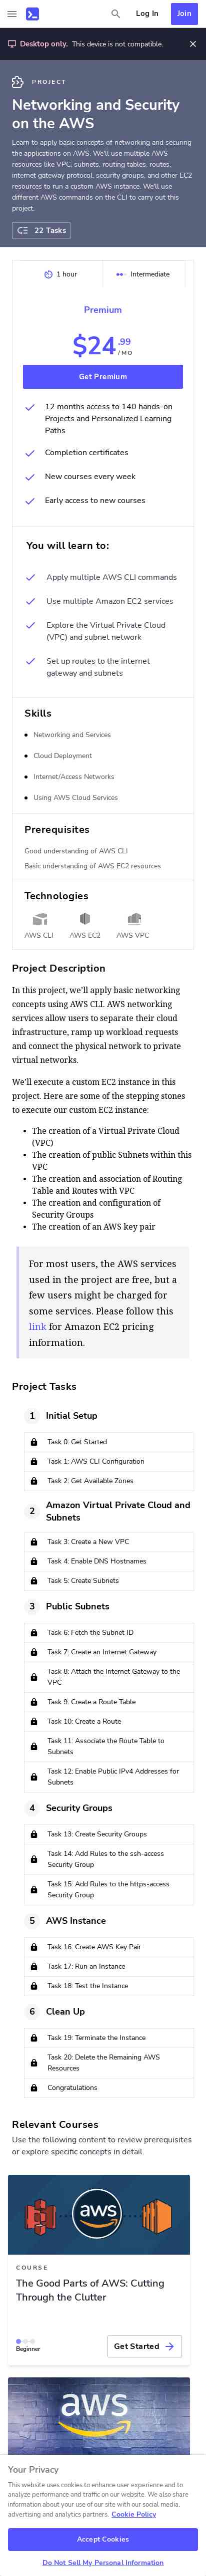 Log In
Join
Desktop only. This device is not compatible.
PROJECT
Networking and Security
on the AWS
Learn to apply basic concepts of networking and securing
the applications on AWS. We'll use multiple AWS
resources like VPC, subnets, routing tables, routes,
internet gateway protocol, security groups, and other EC2
resources to run a custom AWS instance. We'll use
different AWS commands on the CLI to carry out this
project.
22 Tasks
1 hour
Intermediate
Premium
$24.99
/MO
Get Premium
12 months access to 140 hands-on
Projects and Personalized Learning
Paths
Completion certificates
New courses every week
Early access to new courses
You will learn to:
Apply multiple AWS CLI commands
Use multiple Amazon EC2 services
Explore the Virtual Private Cloud
(VPC) and subnet network
Set up routes to the internet
gateway and subnets
Skills
Networking and Services
Cloud Deployment
Internet/Access Networks
Using AWS Cloud Services
Prerequisites
Good understanding of AWS CLI
Basic understanding of AWS EC2 resources
Technologies
AWS CLI
AWS EC2
AWS VPC
Project Description
In this project, we’ll apply basic networking
concepts using AWS CLI. AWS networking
services allow users to separate their cloud
infrastructure, ramp up workload requests
and connect the physical network to private
virtual networks.
We’ll execute a custom EC2 instance in this
project. Here are some of the stepping stones
to execute our custom EC2 instance:
The creation of a Virtual Private Cloud
(VPC)
The creation of public Subnets within this
VPC
The creation and association of Routing
Table and Routes with VPC
The creation and configuration of
Security Groups
The creation of an AWS key pair
For most users, the AWS services
used in the project are free, but a
few users might be charged for
some services. Please follow this
link for Amazon EC2 pricing
information.
Project Tasks
1 Initial Setup
Task 0: Get Started
Task 1: AWS CLI Configuration
Task 2: Get Available Zones
2 Amazon Virtual Private Cloud and
Subnets
Task 3: Create a New VPC
Task 4: Enable DNS Hostnames
Task 5: Create Subnets
3 Public Subnets
Task 6: Fetch the Subnet ID
Task 7: Create an Internet Gateway
Task 8: Attach the Internet Gateway to the
VPC
Task 9: Create a Route Table
Task 10: Create a Route
Task 11: Associate the Route Table to
Subnets
Task 12: Enable Public IPv4 Addresses for
Subnets
4 Security Groups
Task 13: Create Security Groups
Task 14: Add Rules to the ssh-access
Security Group
Task 15: Add Rules to the https-access
Security Group
5 AWS Instance
Task 16: Create AWS Key Pair
Task 17: Run an Instance
Task 18: Test the Instance
6 Clean Up
Task 19: Terminate the Instance
Task 20: Delete the Remaining AWS
Resources
Congratulations
Relevant Courses
Use the following content to review prerequisites
or explore specific concepts in detail.
aws
COURSE
The Good Parts of AWS: Cutting
Through the Clutter
Beginner
Get Started
aws
Your Privacy
This website uses cookies to enhance user experience and to
analyze performance and traffic on our website. We also share
information about your use of our site with our social media,
advertising and analytics partners. Cookie Policy
Accept Cookies
Do Not Sell My Personal Information